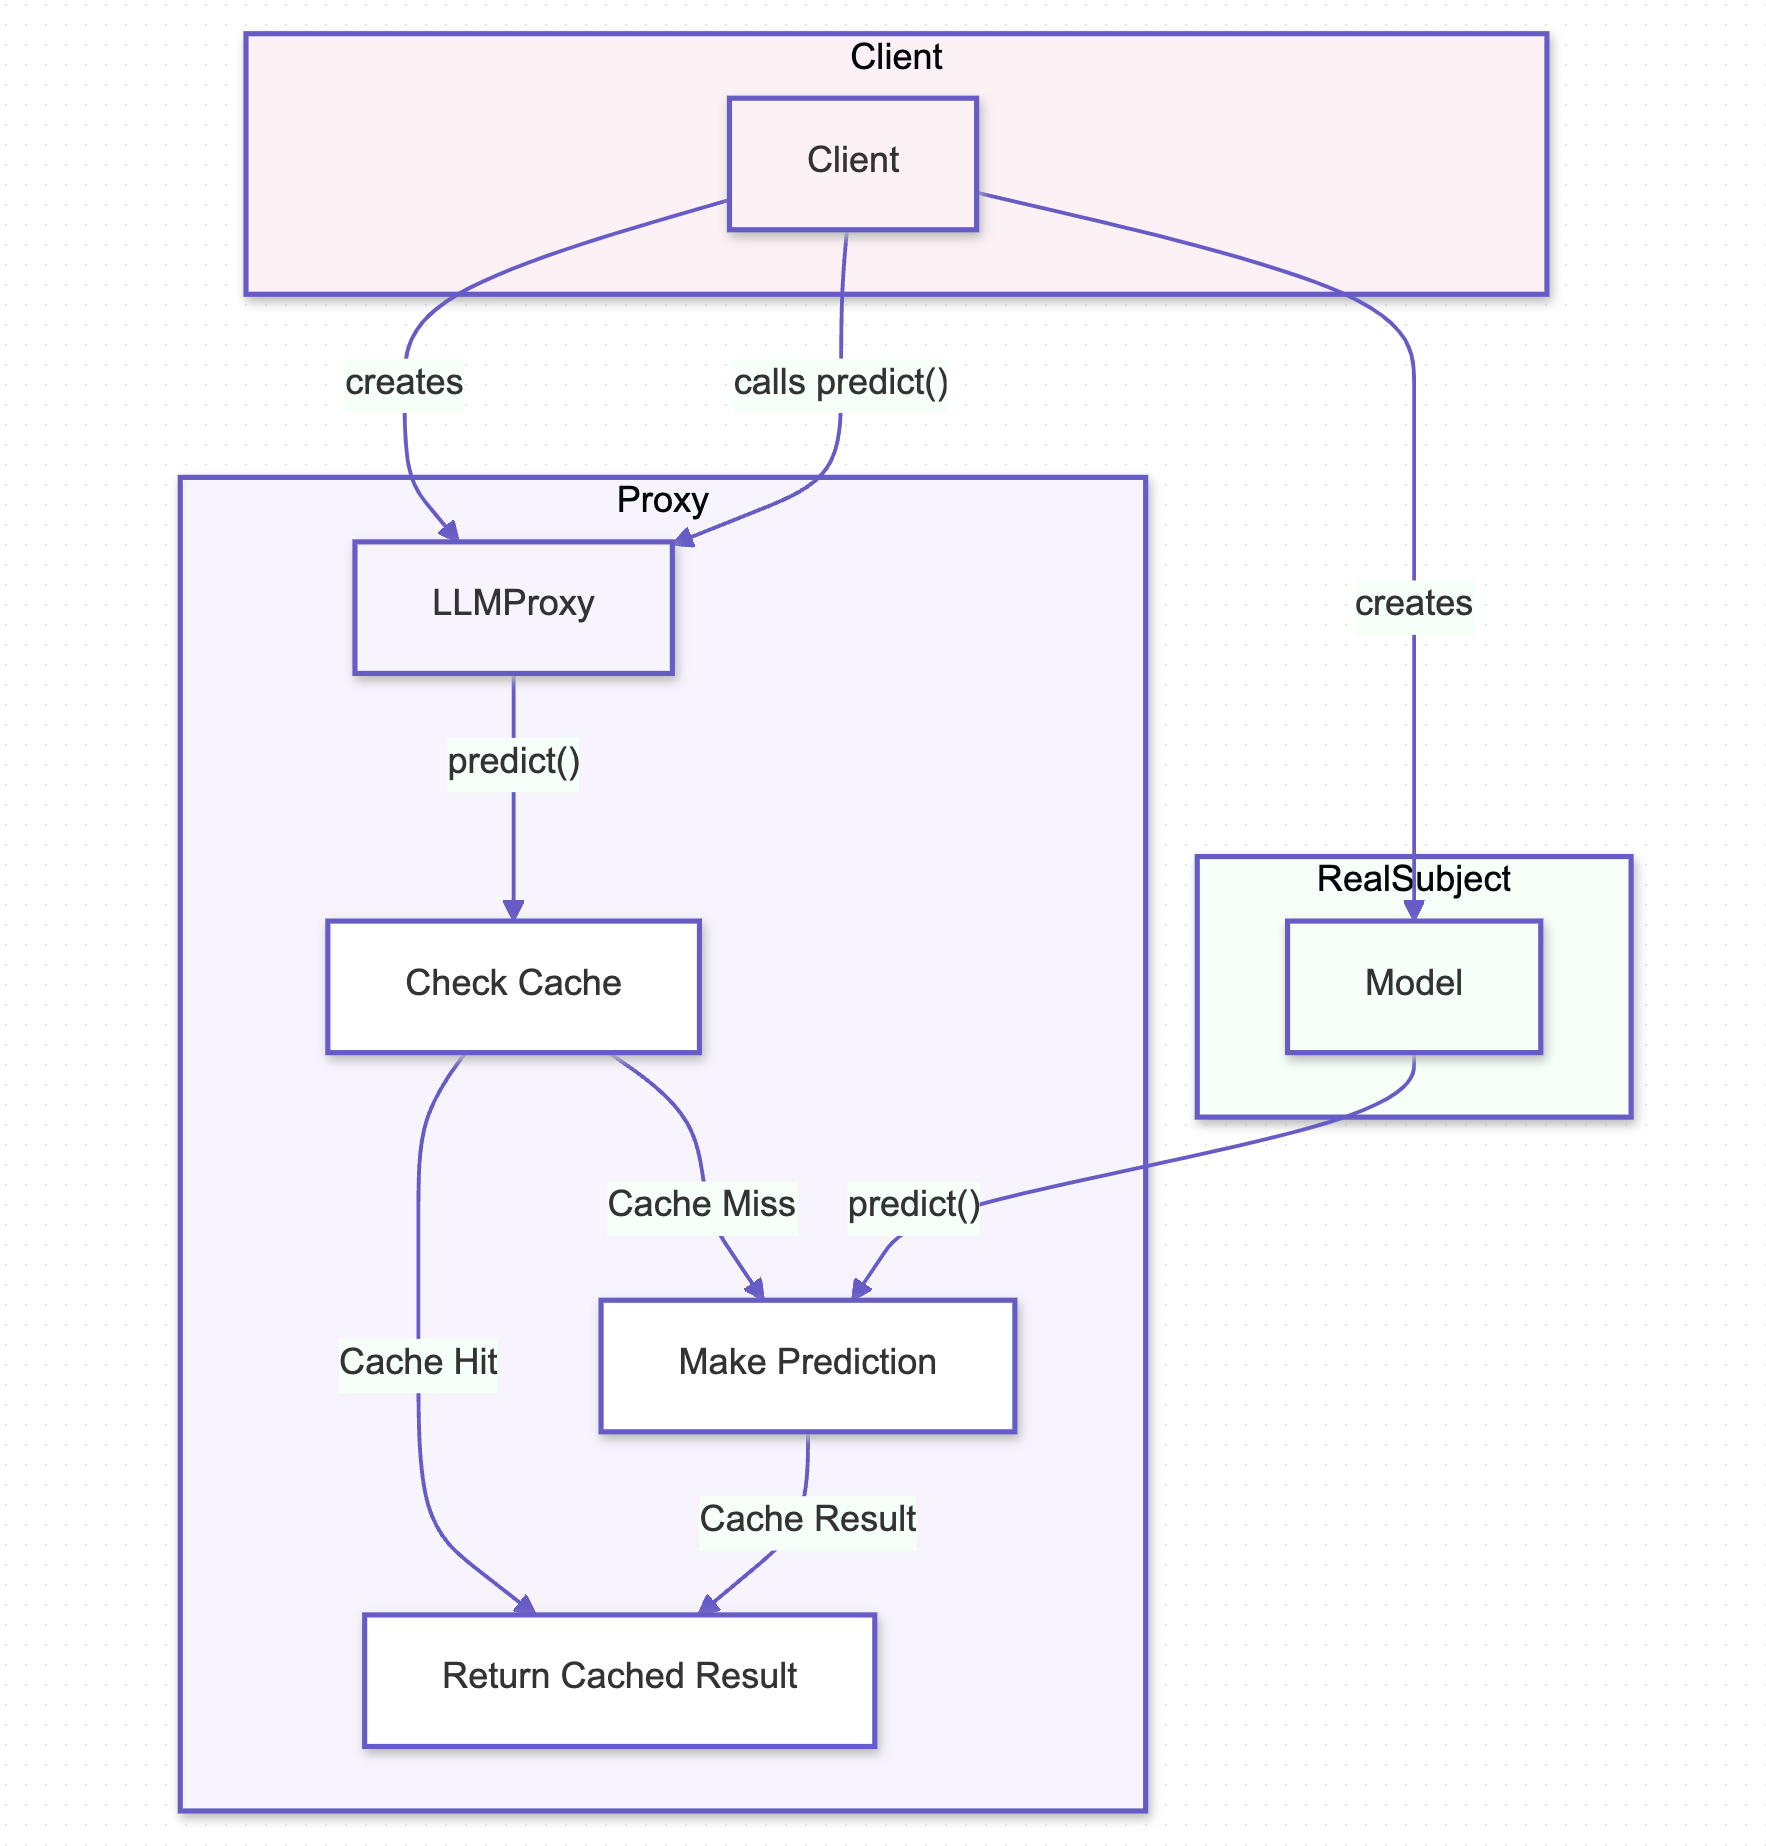 Client
Client
creates
calls predict()
Proxy
LLMProxy
creates
predict()
RealSubject
Check Cache
Model
Cache Miss
predict()
Cache Hit
Make Prediction
Cache Result
Return Cached Result